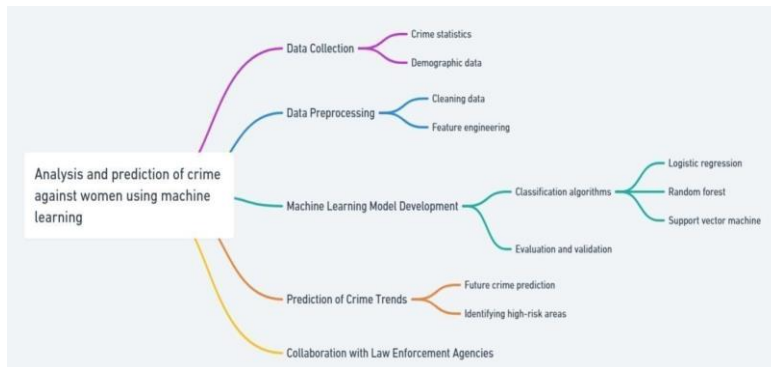 Analysis and prediction of crime
against women using machine
learning
Data Collection
Crime statistics
Demographic data
Data Preprocessing
Cleaning data
Feature engineering
Machine Learning Model Development
Classification algorithms
Logistic regression
Random forest
Support vector machine
Evaluation and validation
Prediction of Crime Trends
Future crime prediction
Identifying high-risk areas
Collaboration with Law Enforcement Agencies